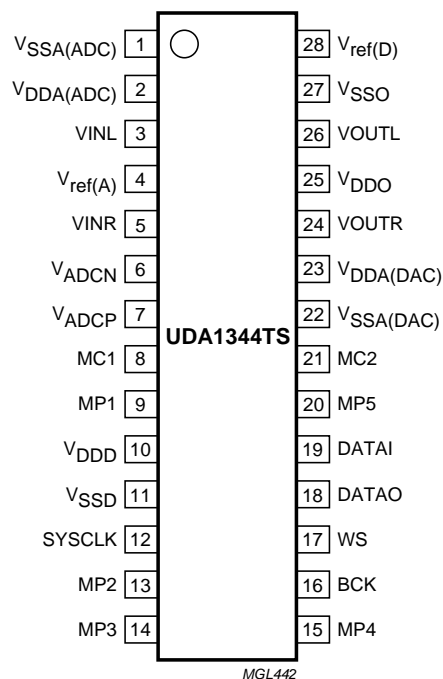 VSSA(ADC) 1
VDDA(ADC) 2
VINL 3
Vref(A) 4
VINR 5
VADCN 6
VADCP 7
MC1 8
MP1 9
VDDD 10
VSSD 11
SYSCLK 12
MP2 13
MP3 14
UDA1344TS
28 Vref(D)
27 VSSO
26 VOUTL
25 VDDO
24 VOUTR
23 VDDA(DAC)
22 VSSA(DAC)
21 MC2
20 MP5
19 DATAI
18 DATAO
17 WS
16 BCK
15 MP4
MGL442